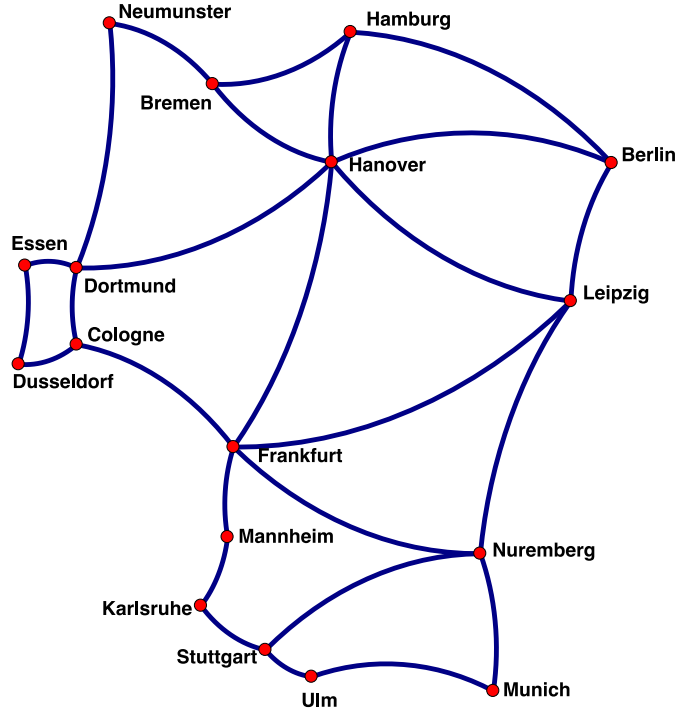 Neumunster
Hamburg
Bremen
Hanover
Berlin
Essen
Dortmund
Leipzig
Cologne
Dusseldorf
Frankfurt
Mannheim
Nuremberg
Karlsruhe
Stuttgart
Ulm
Munich